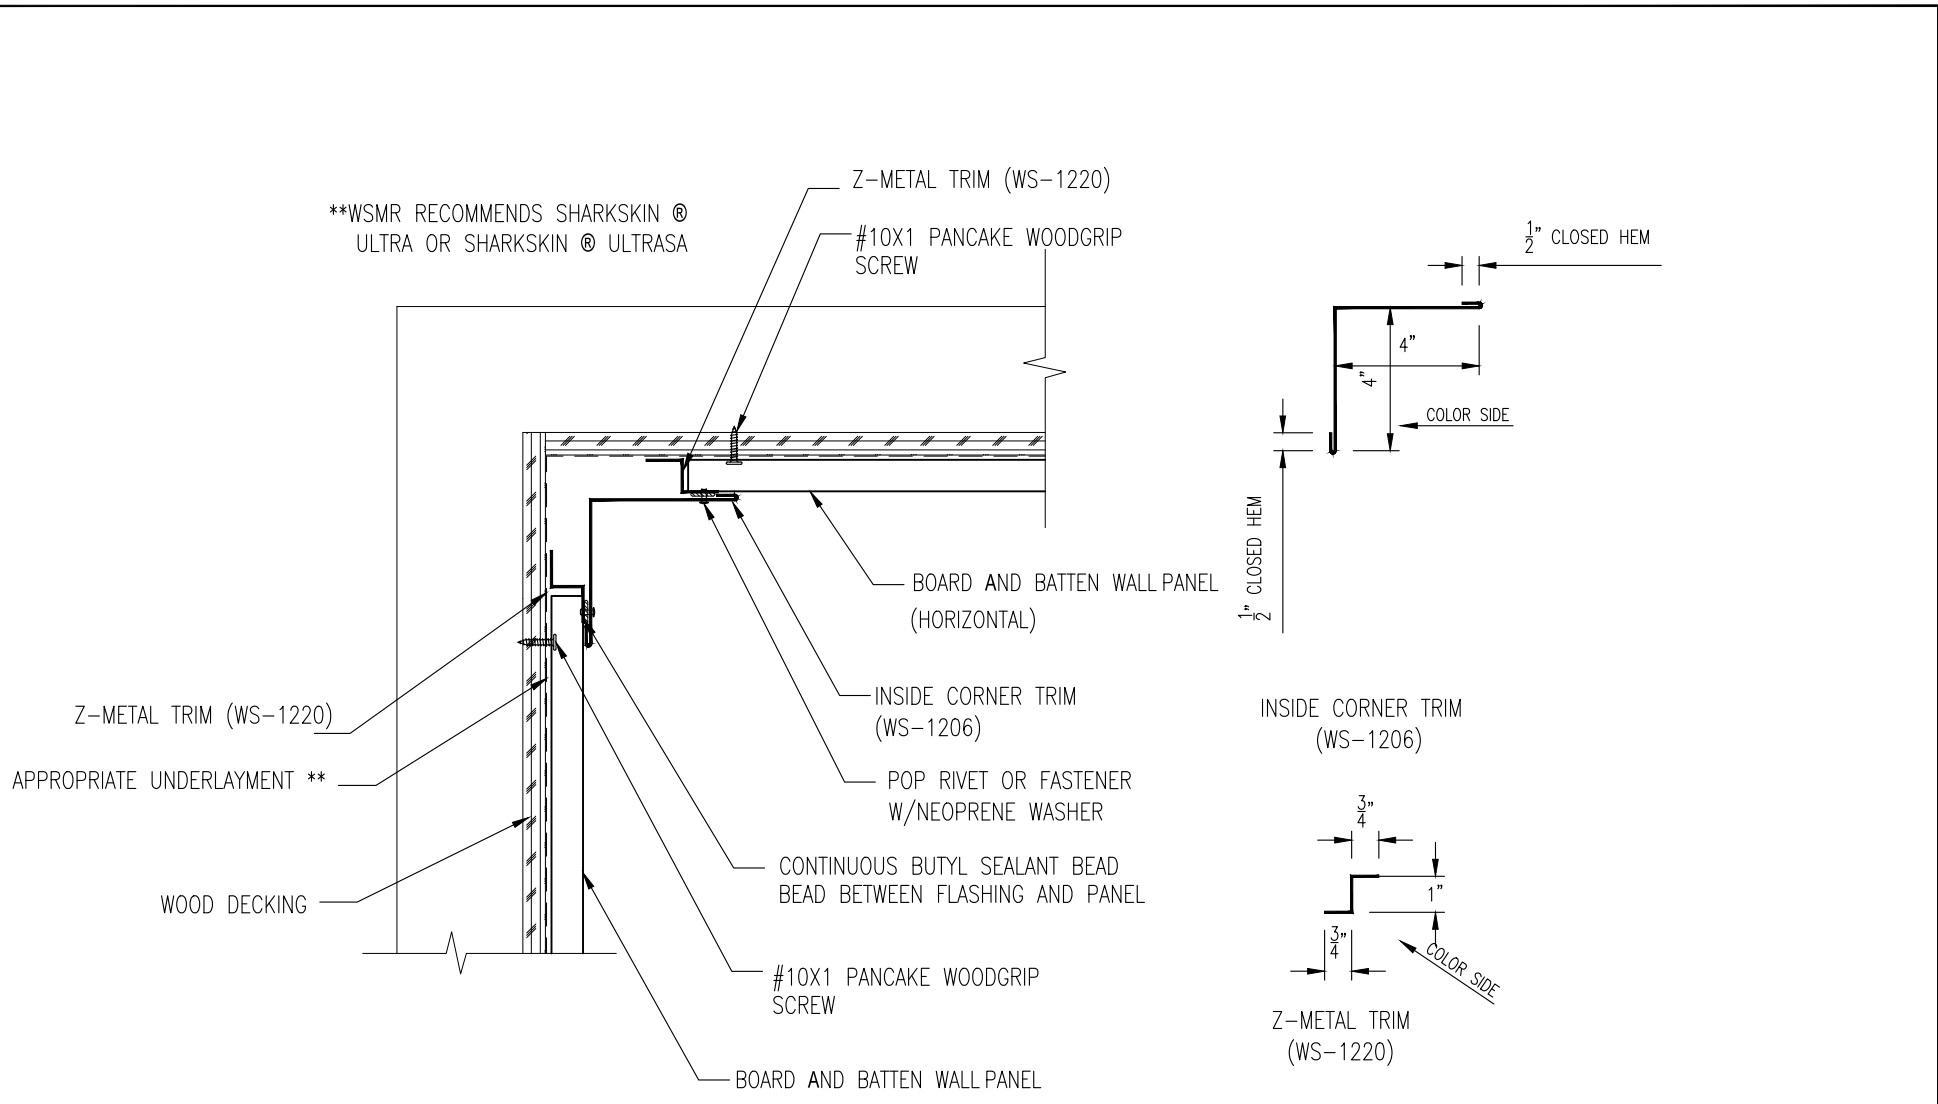 **WSMR RECOMMENDS SHARKSKIN ®
ULTRA OR SHARKSKIN ® ULTRASA
Z-METAL TRIM (WS-1220)
#10X1 PANCAKE WOODGRIP
SCREW
BOARD AND BATTEN WALL PANEL
(HORIZONTAL)
INSIDE CORNER TRIM
(WS-1206)
POP RIVET OR FASTENER
W/NEOPRENE WASHER
CONTINUOUS BUTYL SEALANT BEAD
BEAD BETWEEN FLASHING AND PANEL
#10X1 PANCAKE WOODGRIP
SCREW
BOARD AND BATTEN WALL PANEL
Z-METAL TRIM (WS-1220)
APPROPRIATE UNDERLAYMENT **
WOOD DECKING
1/2" CLOSED HEM
4"
4"
COLOR SIDE
1/2" CLOSED HEM
INSIDE CORNER TRIM
(WS-1206)
3/4"
1"
3/4"
COLOR SIDE
Z-METAL TRIM
(WS-1220)